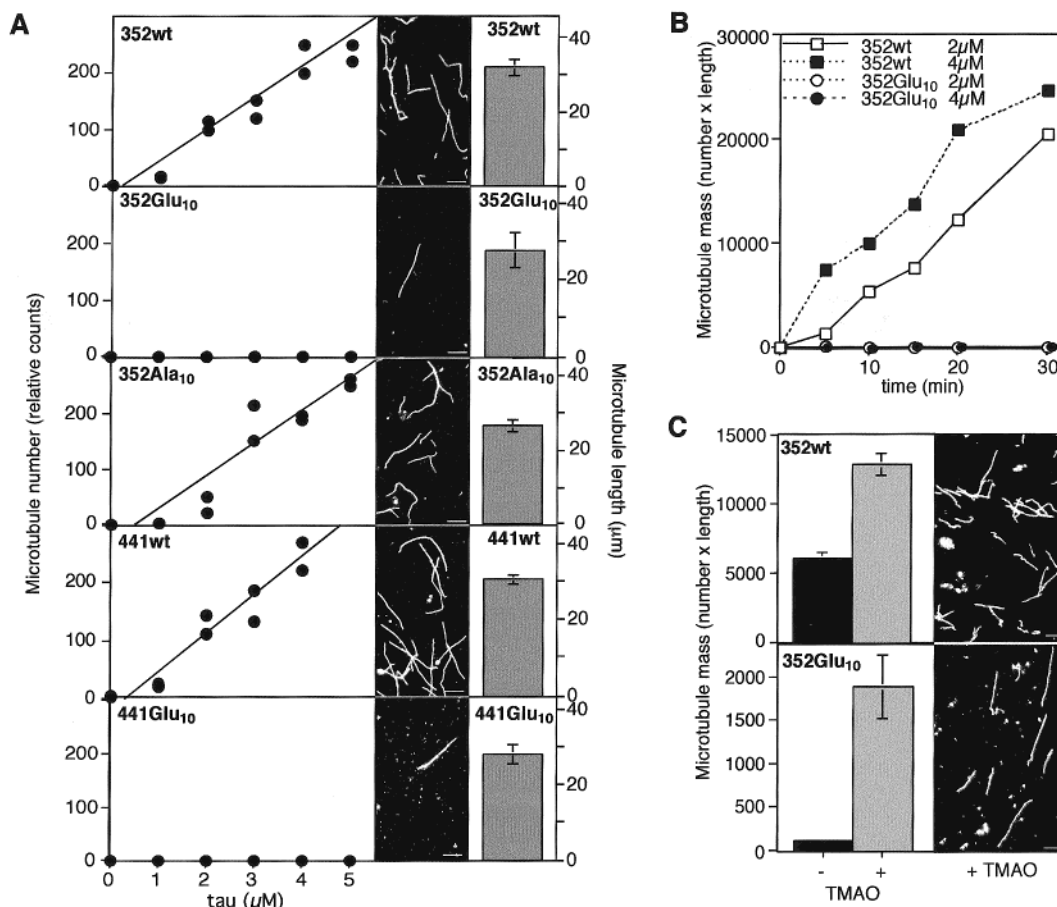 A
Microtubule number (relative counts)
352wt
200
100
0
352wt
40
20
0
352Glu10
200
100
0
352Glu10
40
20
0
352Ala10
200
100
0
352Ala10
40
20
0
441wt
200
100
0
441wt
40
20
0
441Glu10
200
100
0
441Glu10
40
20
0
0 1 2 3 4 5
tau (µM)
Microtubule length (µm)
B
Microtubule mass (number x length)
30000
20000
10000
0
352wt 2µM
352wt 4µM
352Glu10 2µM
352Glu10 4µM
0 10 20 30
time (min)
C
Microtubule mass (number x length)
15000
10000
5000
0
352wt
2000
1500
1000
500
0
352Glu10
- +
TMAO
+ TMAO